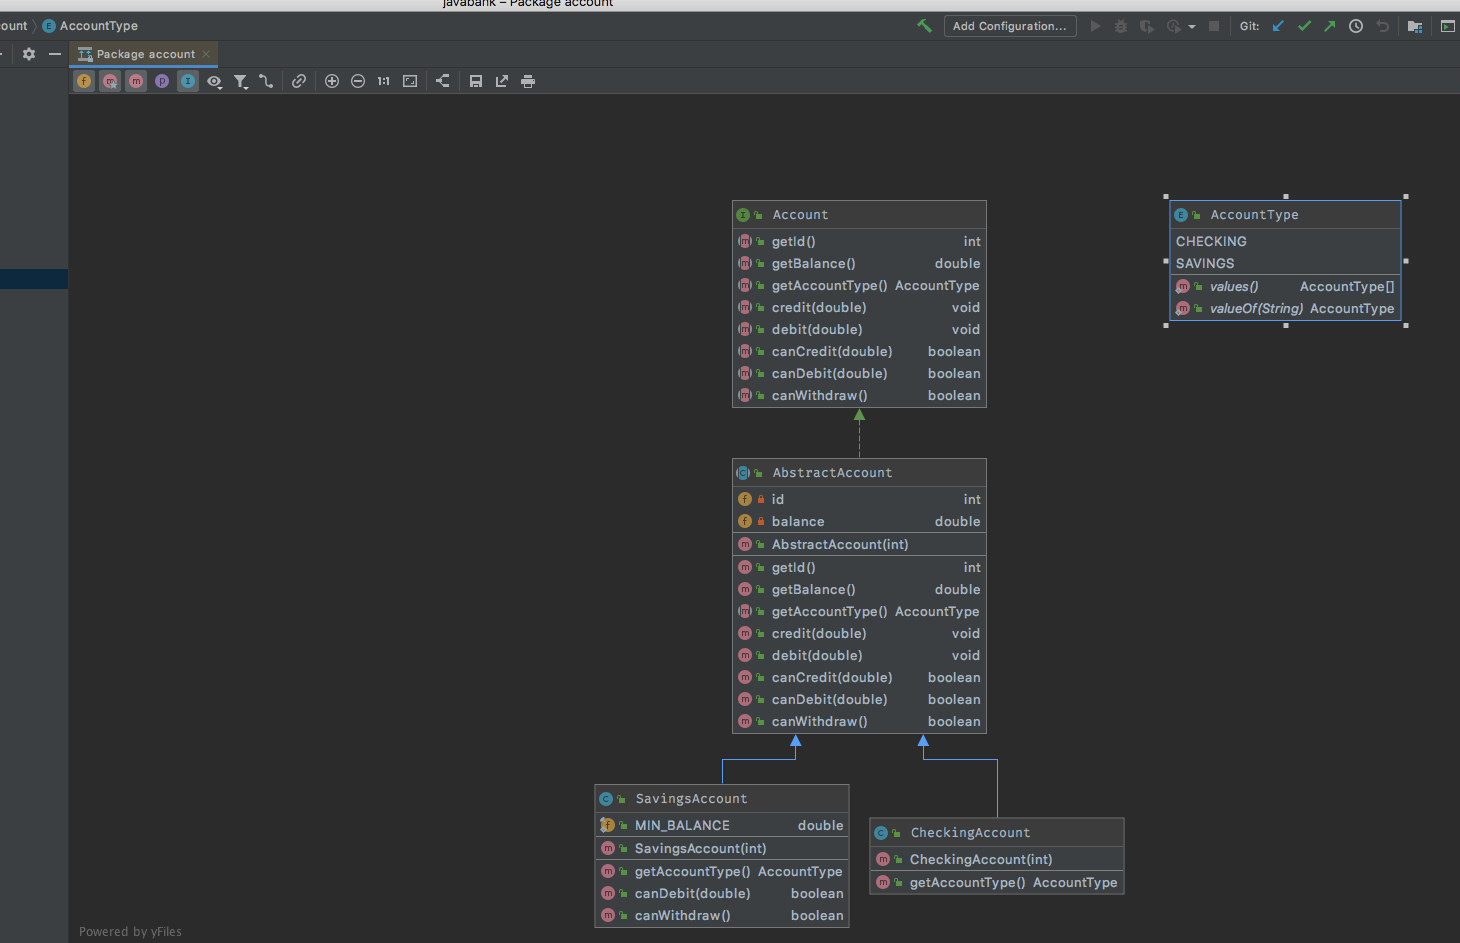 javabank – Package account
ount
E AccountType
Add Configuration...
Git:
Package account
f m m p I 1:1
I Account
m getId() int
m getBalance() double
m getAccountType() AccountType
m credit(double) void
m debit(double) void
m canCredit(double) boolean
m canDebit(double) boolean
m canWithdraw() boolean
E AccountType
CHECKING
SAVINGS
m values() AccountType[]
m valueOf(String) AccountType
C AbstractAccount
f id int
f balance double
m AbstractAccount(int)
m getId() int
m getBalance() double
m getAccountType() AccountType
m credit(double) void
m debit(double) void
m canCredit(double) boolean
m canDebit(double) boolean
m canWithdraw() boolean
C SavingsAccount
f MIN_BALANCE double
m SavingsAccount(int)
m getAccountType() AccountType
m canDebit(double) boolean
m canWithdraw() boolean
C CheckingAccount
m CheckingAccount(int)
m getAccountType() AccountType
Powered by yFiles